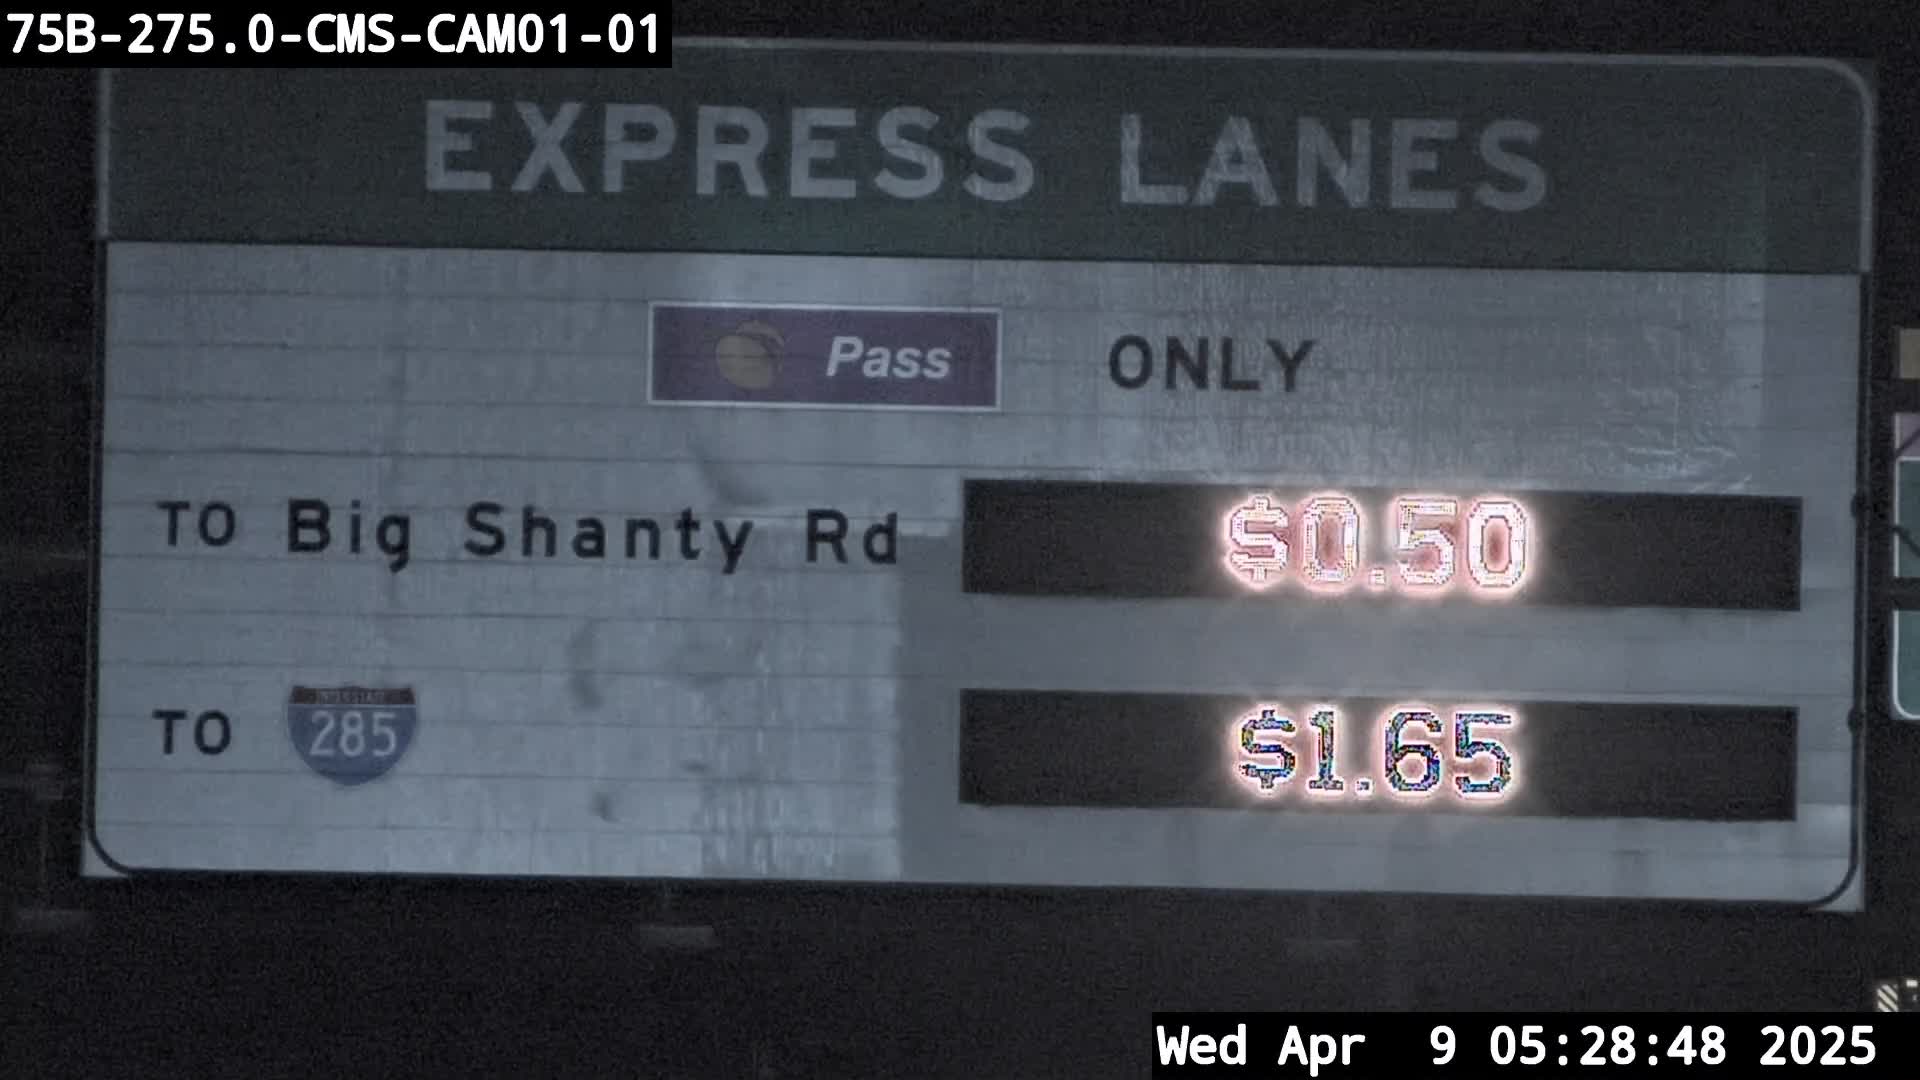 75B-275.0-CMS-CAM01-01
EXPRESS LANES
Pass ONLY
TO Big Shanty Rd $0.50
INTERSTATE
TO 285 $1.65
Wed Apr 9 05:28:48 2025